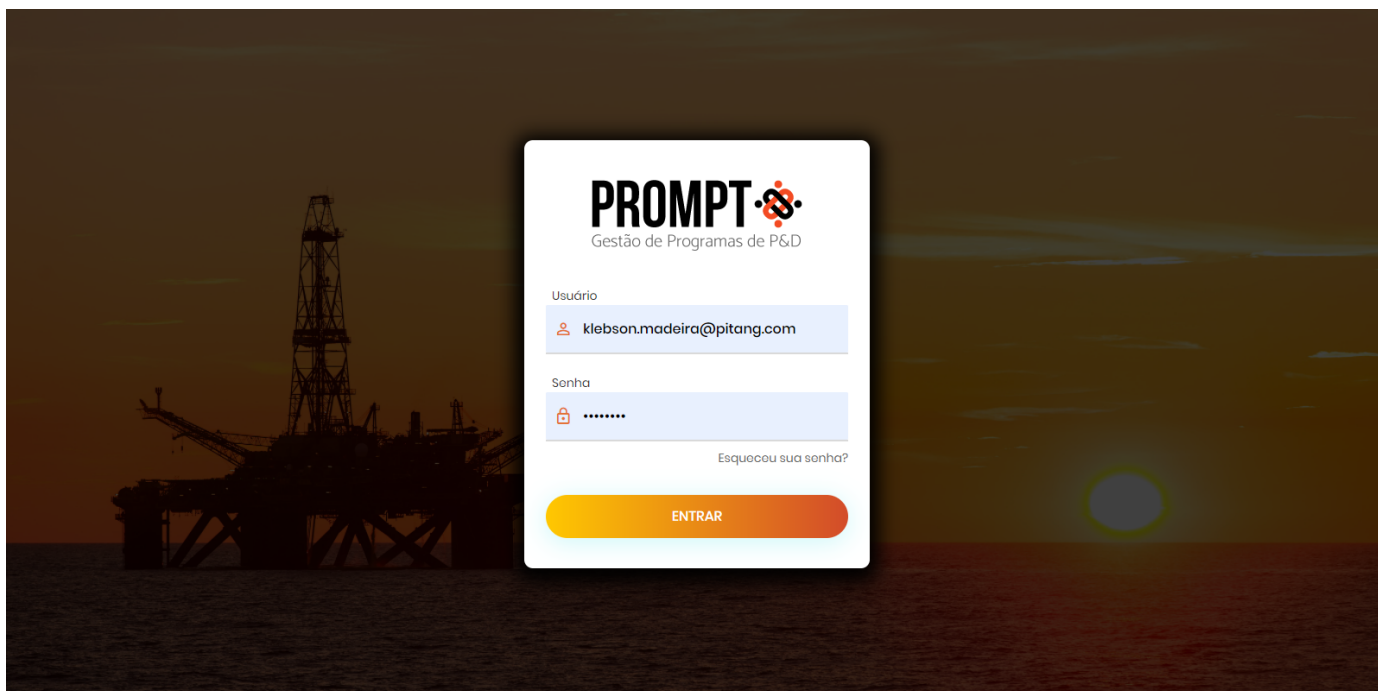 PROMPT
Gestão de Programas de P&D
Usuário
klebson.madeira@pitang.com
Senha
••••••••
Esqueceu sua senha?
ENTRAR